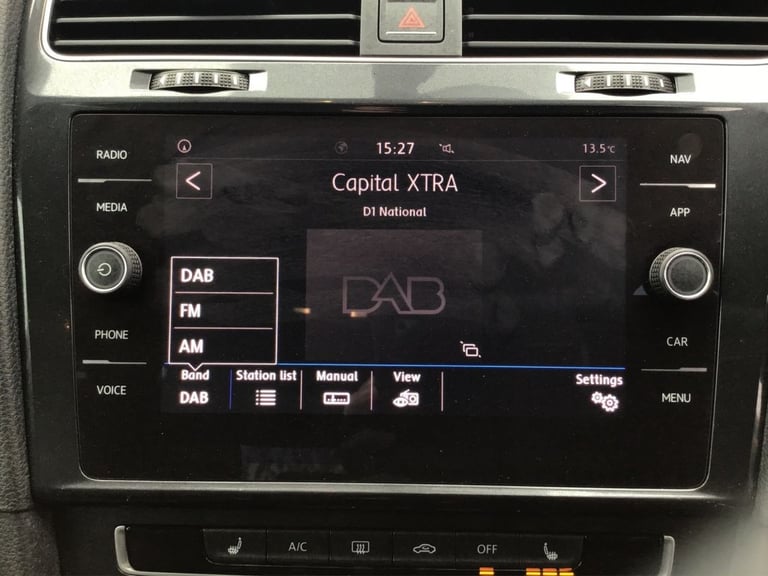 15:27
13.5°C
Capital XTRA
D1 National
RADIO
MEDIA
PHONE
VOICE
NAV
APP
CAR
MENU
DAB
DAB
FM
AM
Band
DAB
Station list
Manual
View
Settings
A/C
OFF